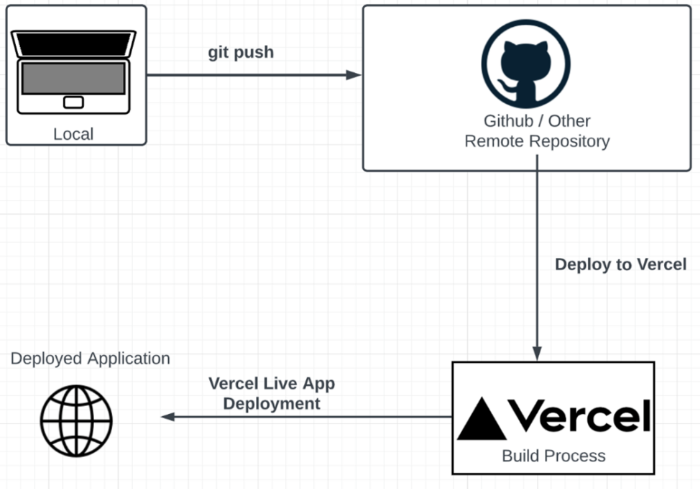 git push
Local
Github / Other
Remote Repository
Deploy to Vercel
Deployed Application
Vercel Live App
Deployment
Vercel
Build Process